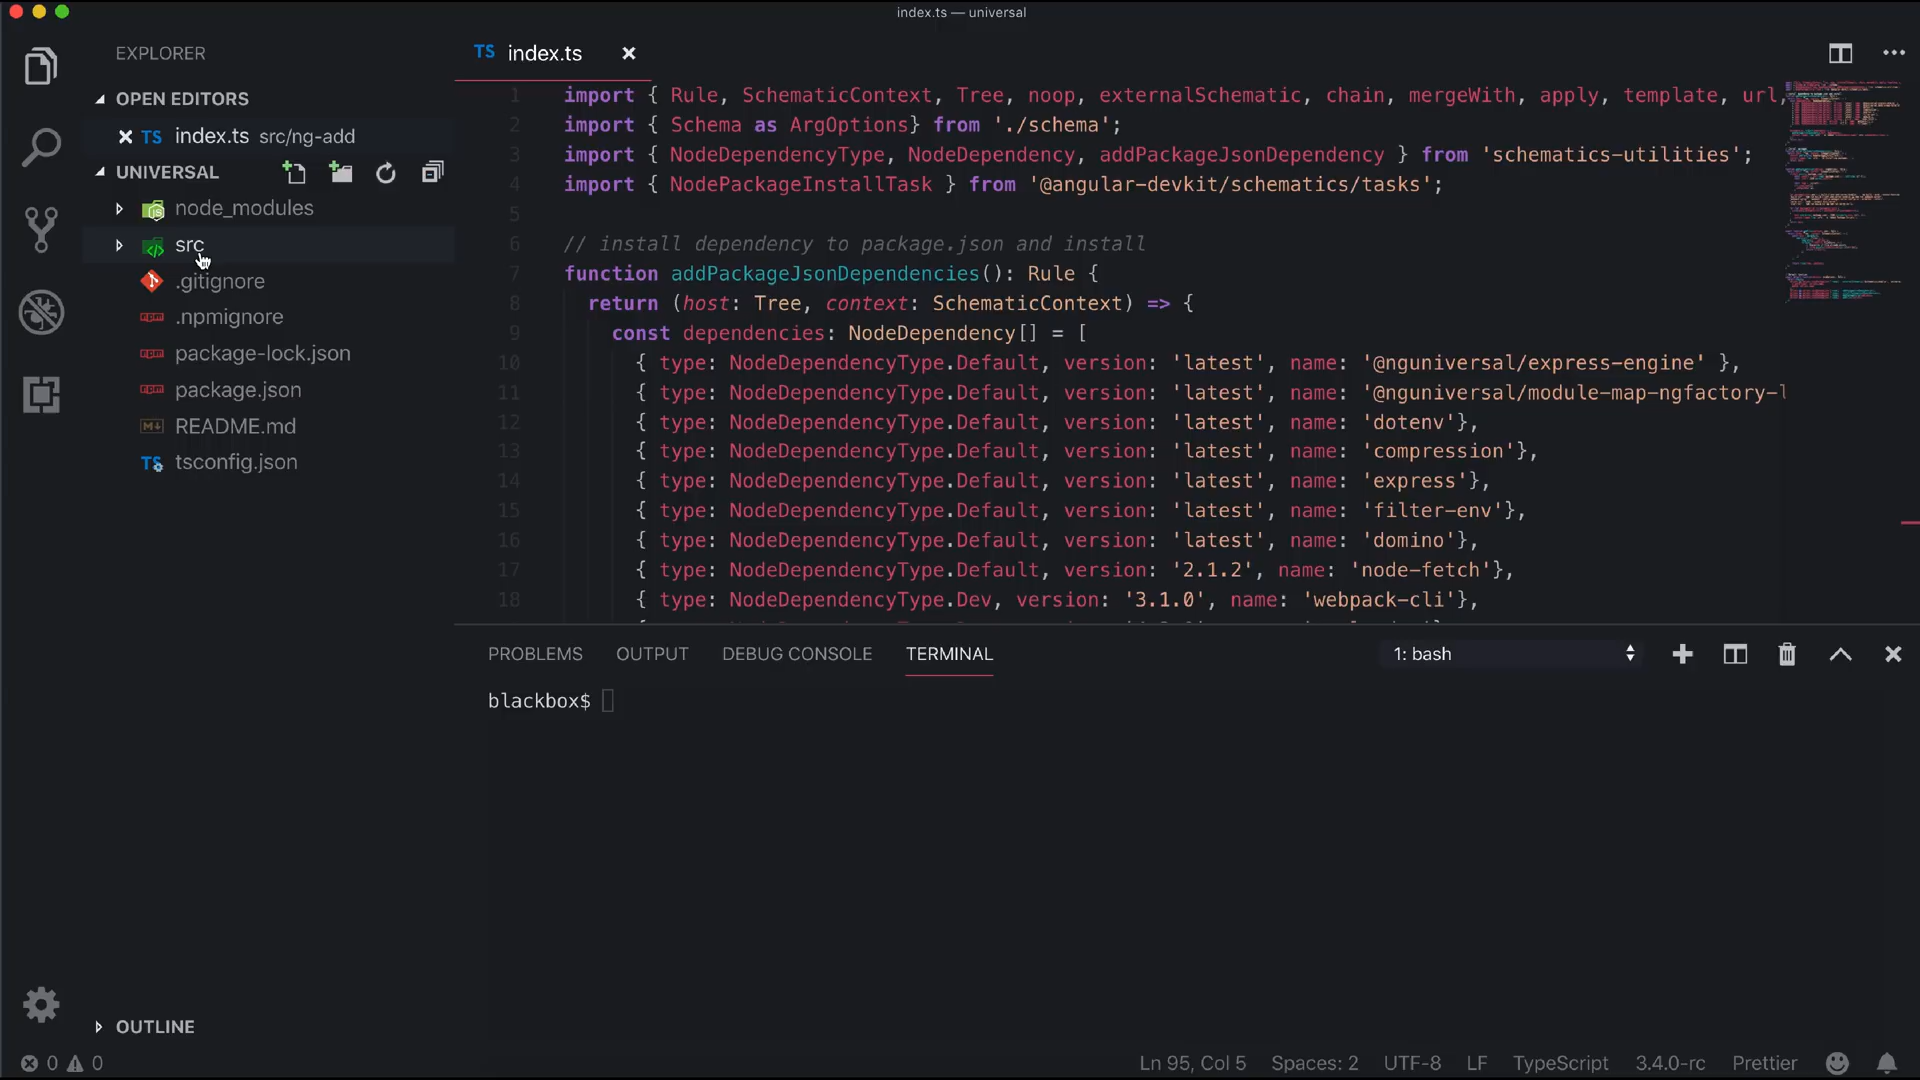 index.ts — universal
EXPLORER
OPEN EDITORS
TS index.ts src/ng-add
UNIVERSAL
node_modules
src
.gitignore
.npmignore
package-lock.json
package.json
README.md
TS tsconfig.json
OUTLINE
TS index.ts
1 import { Rule, SchematicContext, Tree, noop, externalSchematic, chain, mergeWith, apply, template, url,
2 import { Schema as ArgOptions} from './schema';
3 import { NodeDependencyType, NodeDependency, addPackageJsonDependency } from 'schematics-utilities';
4 import { NodePackageInstallTask } from '@angular-devkit/schematics/tasks';
5
6 // install dependency to package.json and install
7 function addPackageJsonDependencies(): Rule {
8 return (host: Tree, context: SchematicContext) => {
9 const dependencies: NodeDependency[] = [
10 { type: NodeDependencyType.Default, version: 'latest', name: '@nguniversal/express-engine' },
11 { type: NodeDependencyType.Default, version: 'latest', name: '@nguniversal/module-map-ngfactory-l
12 { type: NodeDependencyType.Default, version: 'latest', name: 'dotenv'},
13 { type: NodeDependencyType.Default, version: 'latest', name: 'compression'},
14 { type: NodeDependencyType.Default, version: 'latest', name: 'express'},
15 { type: NodeDependencyType.Default, version: 'latest', name: 'filter-env'},
16 { type: NodeDependencyType.Default, version: 'latest', name: 'domino'},
17 { type: NodeDependencyType.Default, version: '2.1.2', name: 'node-fetch'},
18 { type: NodeDependencyType.Dev, version: '3.1.0', name: 'webpack-cli'},
PROBLEMS OUTPUT DEBUG CONSOLE TERMINAL 1: bash
blackbox$
0 0 Ln 95, Col 5 Spaces: 2 UTF-8 LF TypeScript 3.4.0-rc Prettier